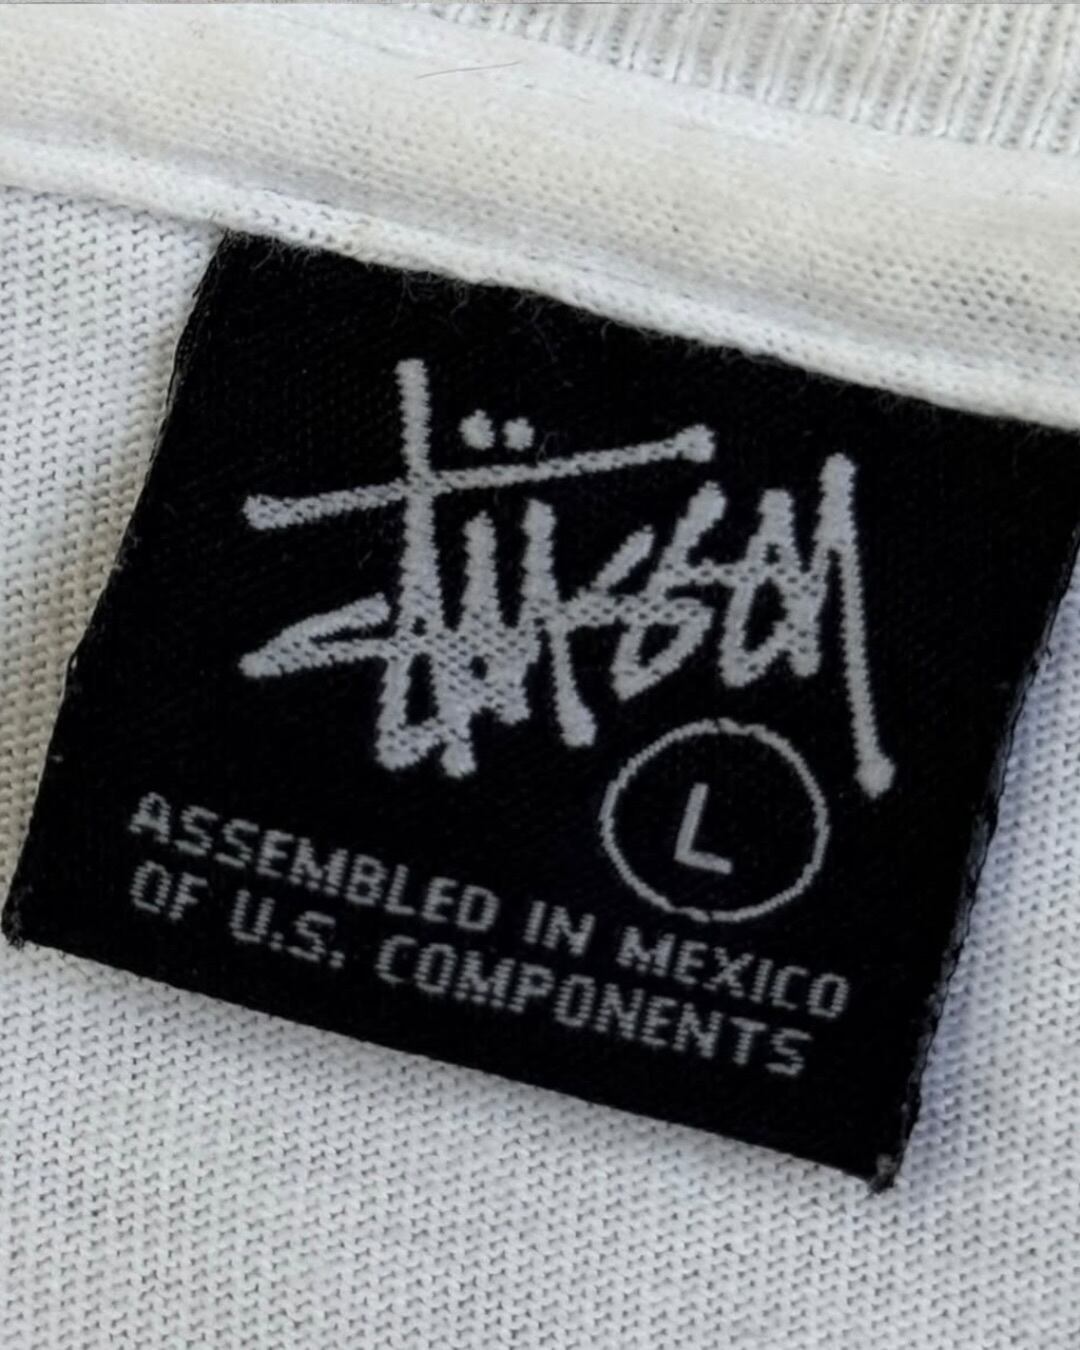 Stüssy
L
ASSEMBLED IN MEXICO
OF U.S. COMPONENTS